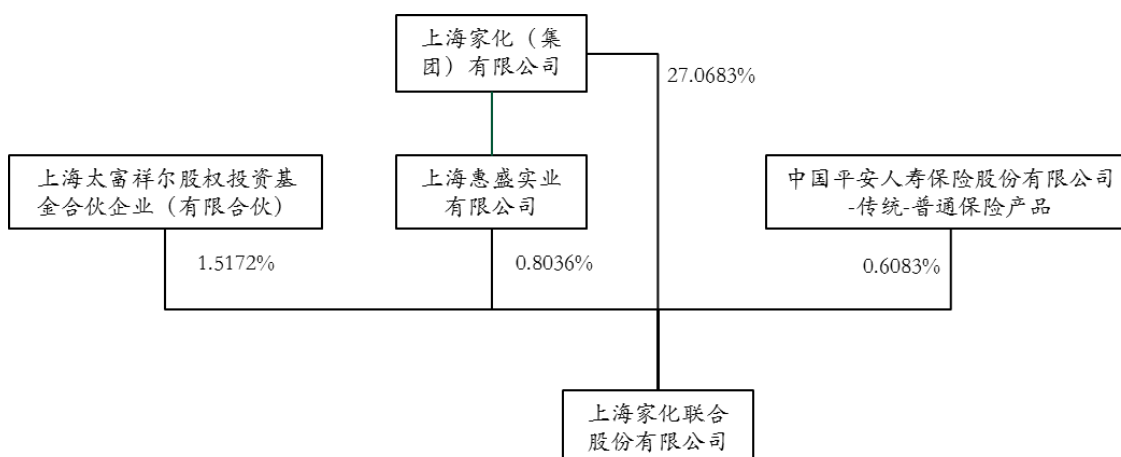 上海家化（集
团）有限公司
27.0683%
上海太富祥尔股权投资基
金合伙企业（有限合伙）
上海惠盛实业
有限公司
中国平安人寿保险股份有限公司
-传统-普通保险产品
1.5172%
0.8036%
0.6083%
上海家化联合
股份有限公司